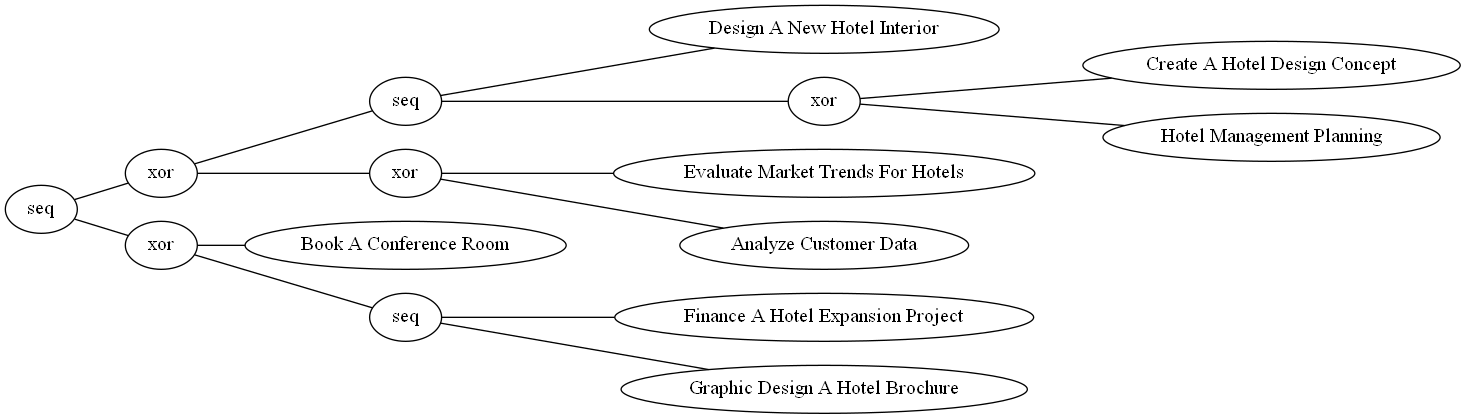 Design A New Hotel Interior
Create A Hotel Design Concept
seq
xor
Hotel Management Planning
xor
xor
Evaluate Market Trends For Hotels
seq
xor
Book A Conference Room
Analyze Customer Data
seq
Finance A Hotel Expansion Project
Graphic Design A Hotel Brochure